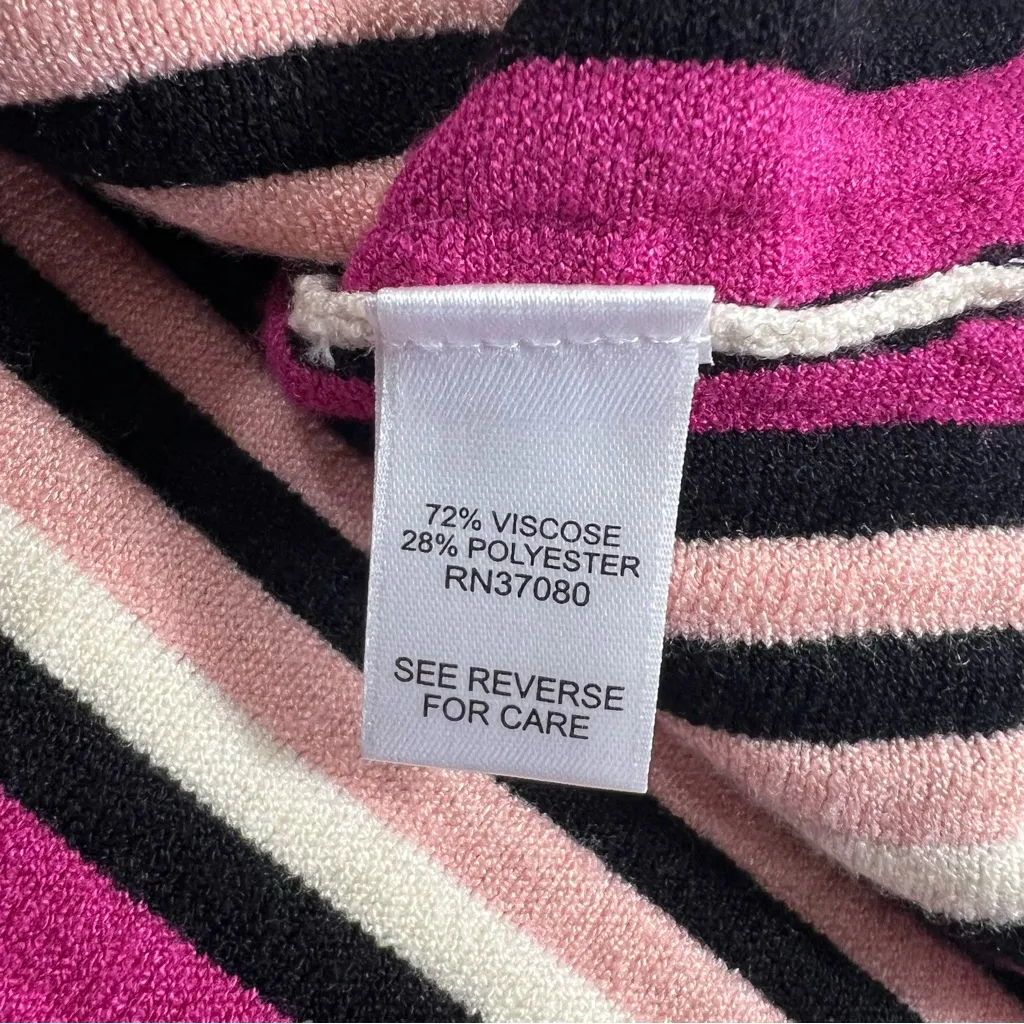 72% VISCOSE
28% POLYESTER
RN37080
SEE REVERSE
FOR CARE